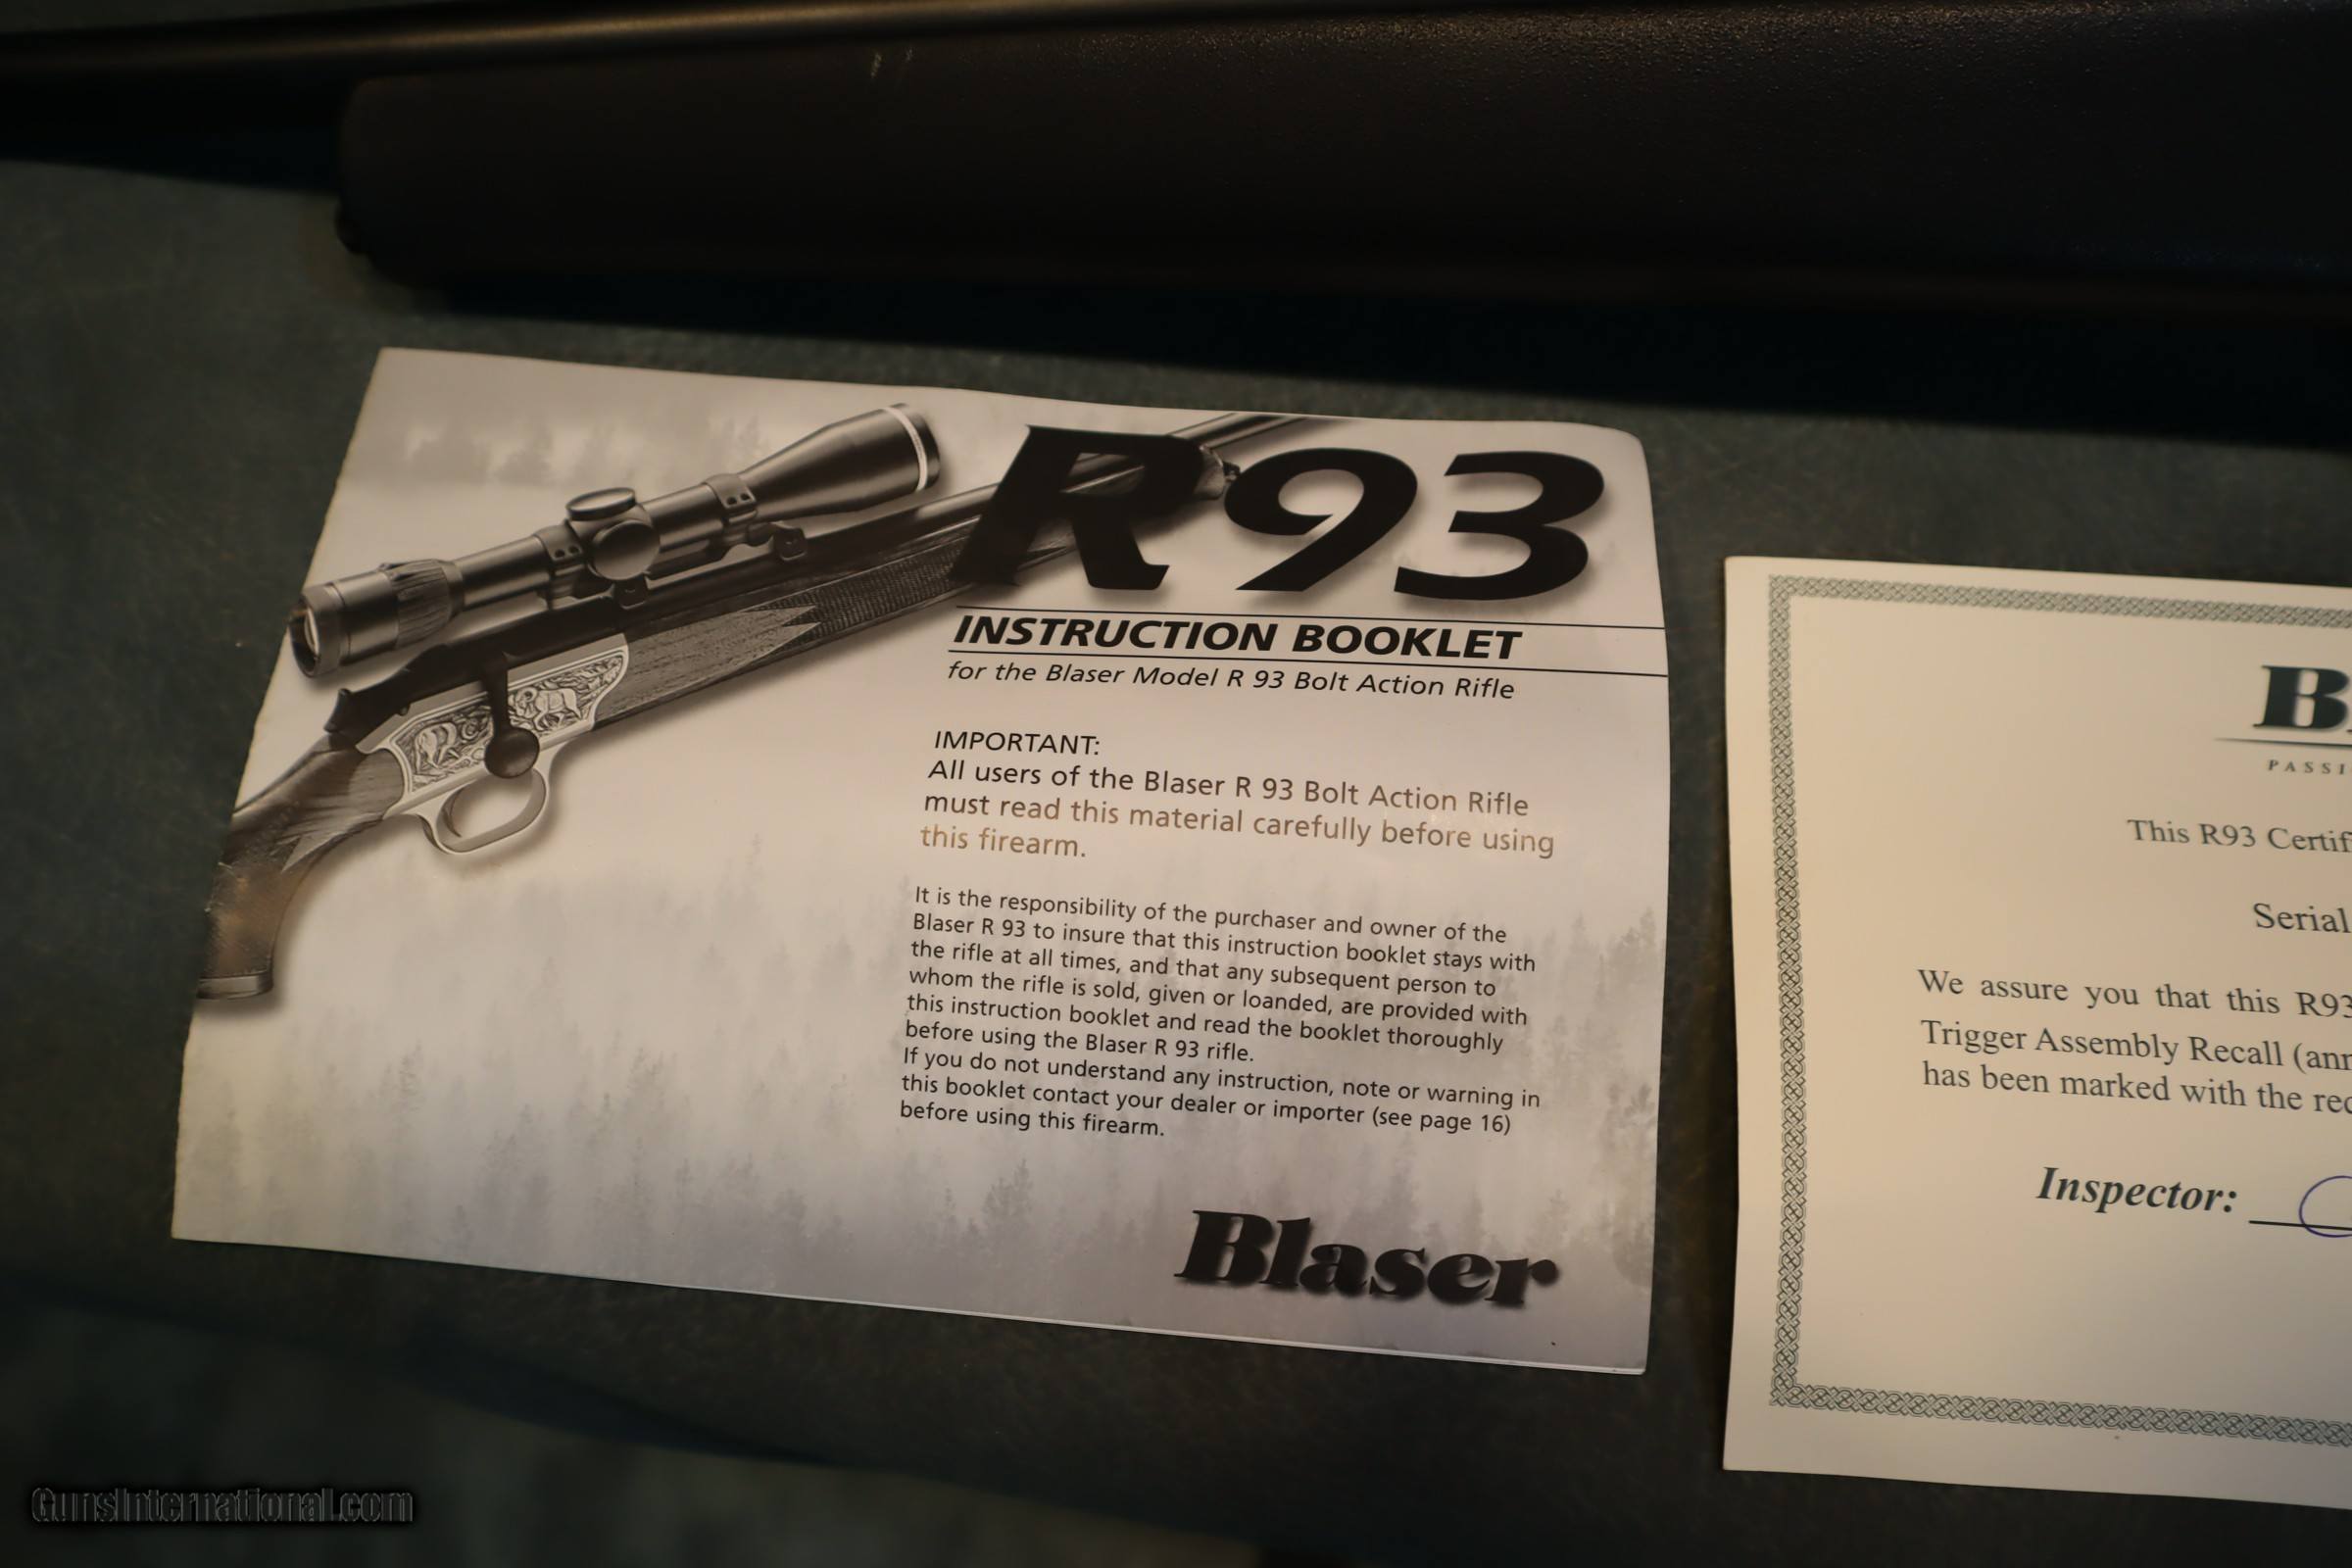 R93
INSTRUCTION BOOKLET
for the Blaser Model R 93 Bolt Action Rifle
IMPORTANT:
All users of the Blaser R 93 Bolt Action Rifle
must read this material carefully before using
this firearm.
It is the responsibility of the purchaser and owner of the
Blaser R 93 to insure that this instruction booklet stays with
the rifle at all times, and that any subsequent person to
whom the rifle is sold, given or loanded, are provided with
this instruction booklet and read the booklet thoroughly
before using the Blaser R 93 rifle.
If you do not understand any instruction, note or warning in
this booklet contact your dealer or importer (see page 16)
before using this firearm.
Blaser
PASSI
This R93 Certif
Serial
We assure you that this R93
Trigger Assembly Recall (ann
has been marked with the rec
Inspector:
GunsInternational.com